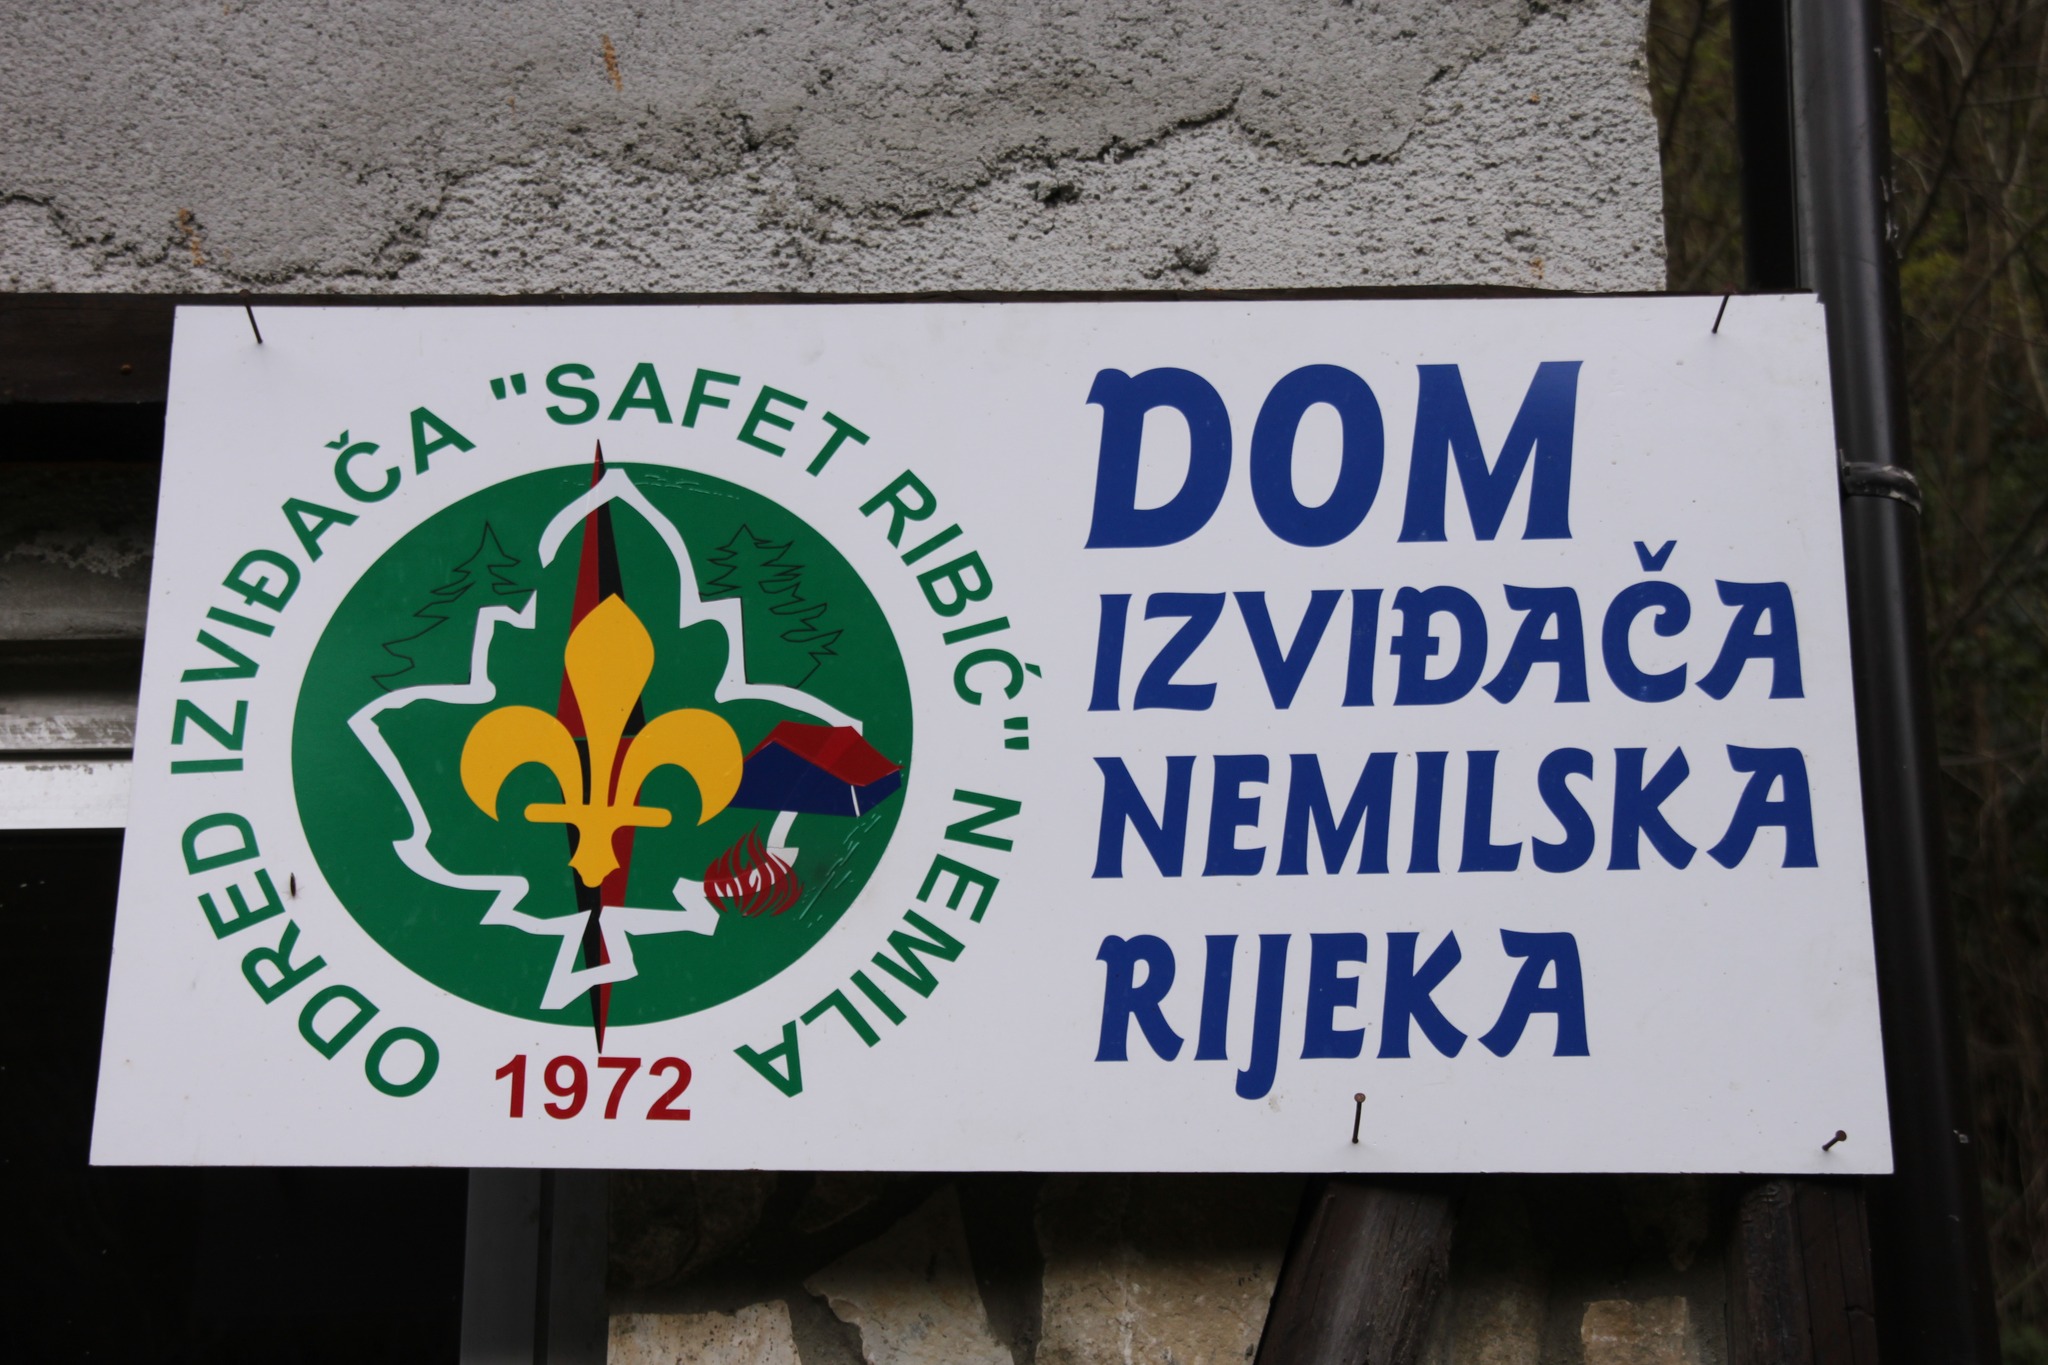 ODRED IZVIĐAČA "SAFET RIBIĆ" NEMILA
1972
DOM
IZVIĐAČA
NEMILSKA
RIJEKA